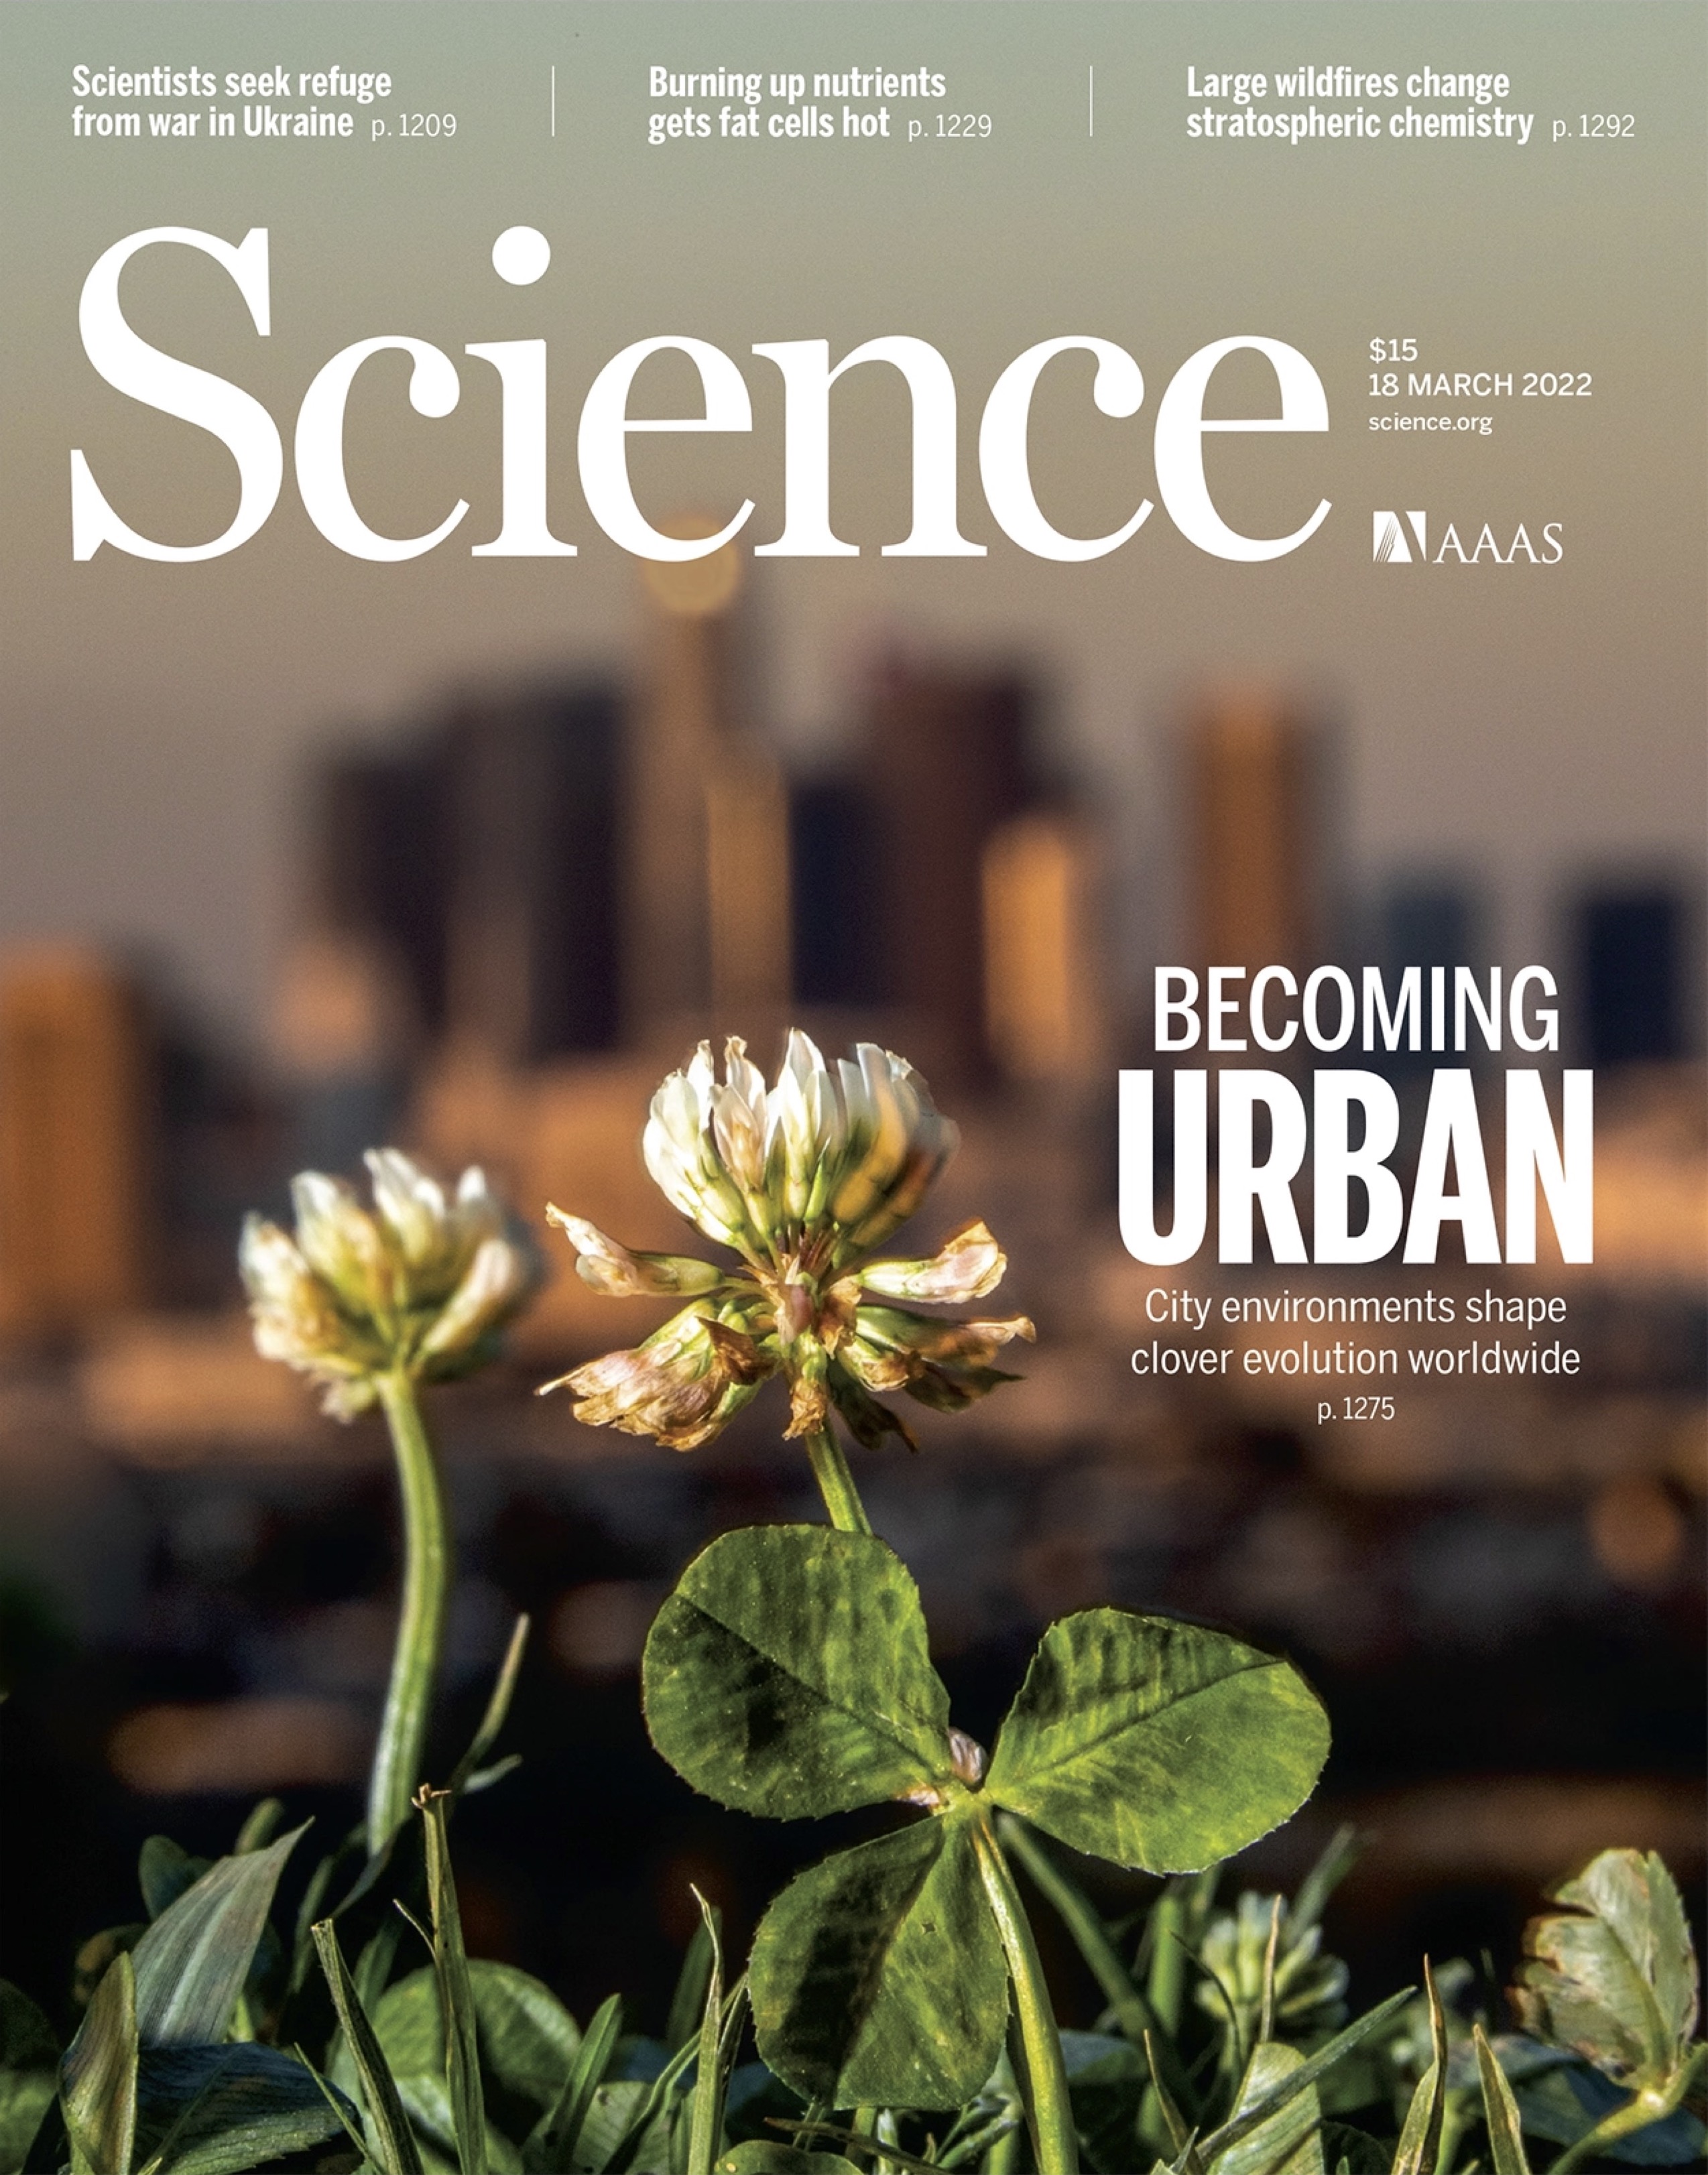 Scientists seek refuge
from war in Ukraine p. 1209
Burning up nutrients
gets fat cells hot p. 1229
Large wildfires change
stratospheric chemistry p. 1292
Science
$15
18 MARCH 2022
science.org
AAAS
BECOMING
URBAN
City environments shape
clover evolution worldwide
p. 1275